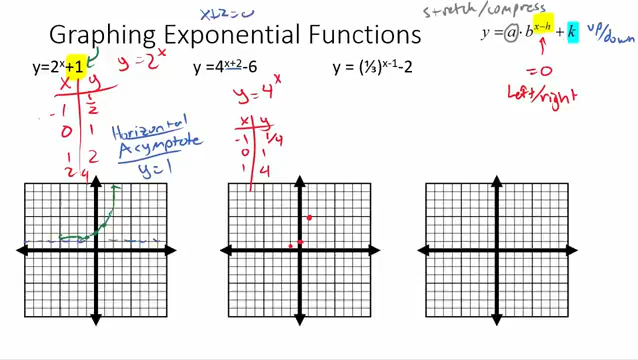 x+2=0
stretch/compress
Graphing Exponential Functions
y = a · b^(x-h) + k
up/down
=0
Left/right
y=2^x+1
y=2^x
x y
-1 1/2
0 1
1 2
2 4
Horizontal
Asymptote
y=1
y=4^(x+2)-6
y=4^x
x y
-1 1/4
0 1
1 4
y=(⅓)^(x-1)-2